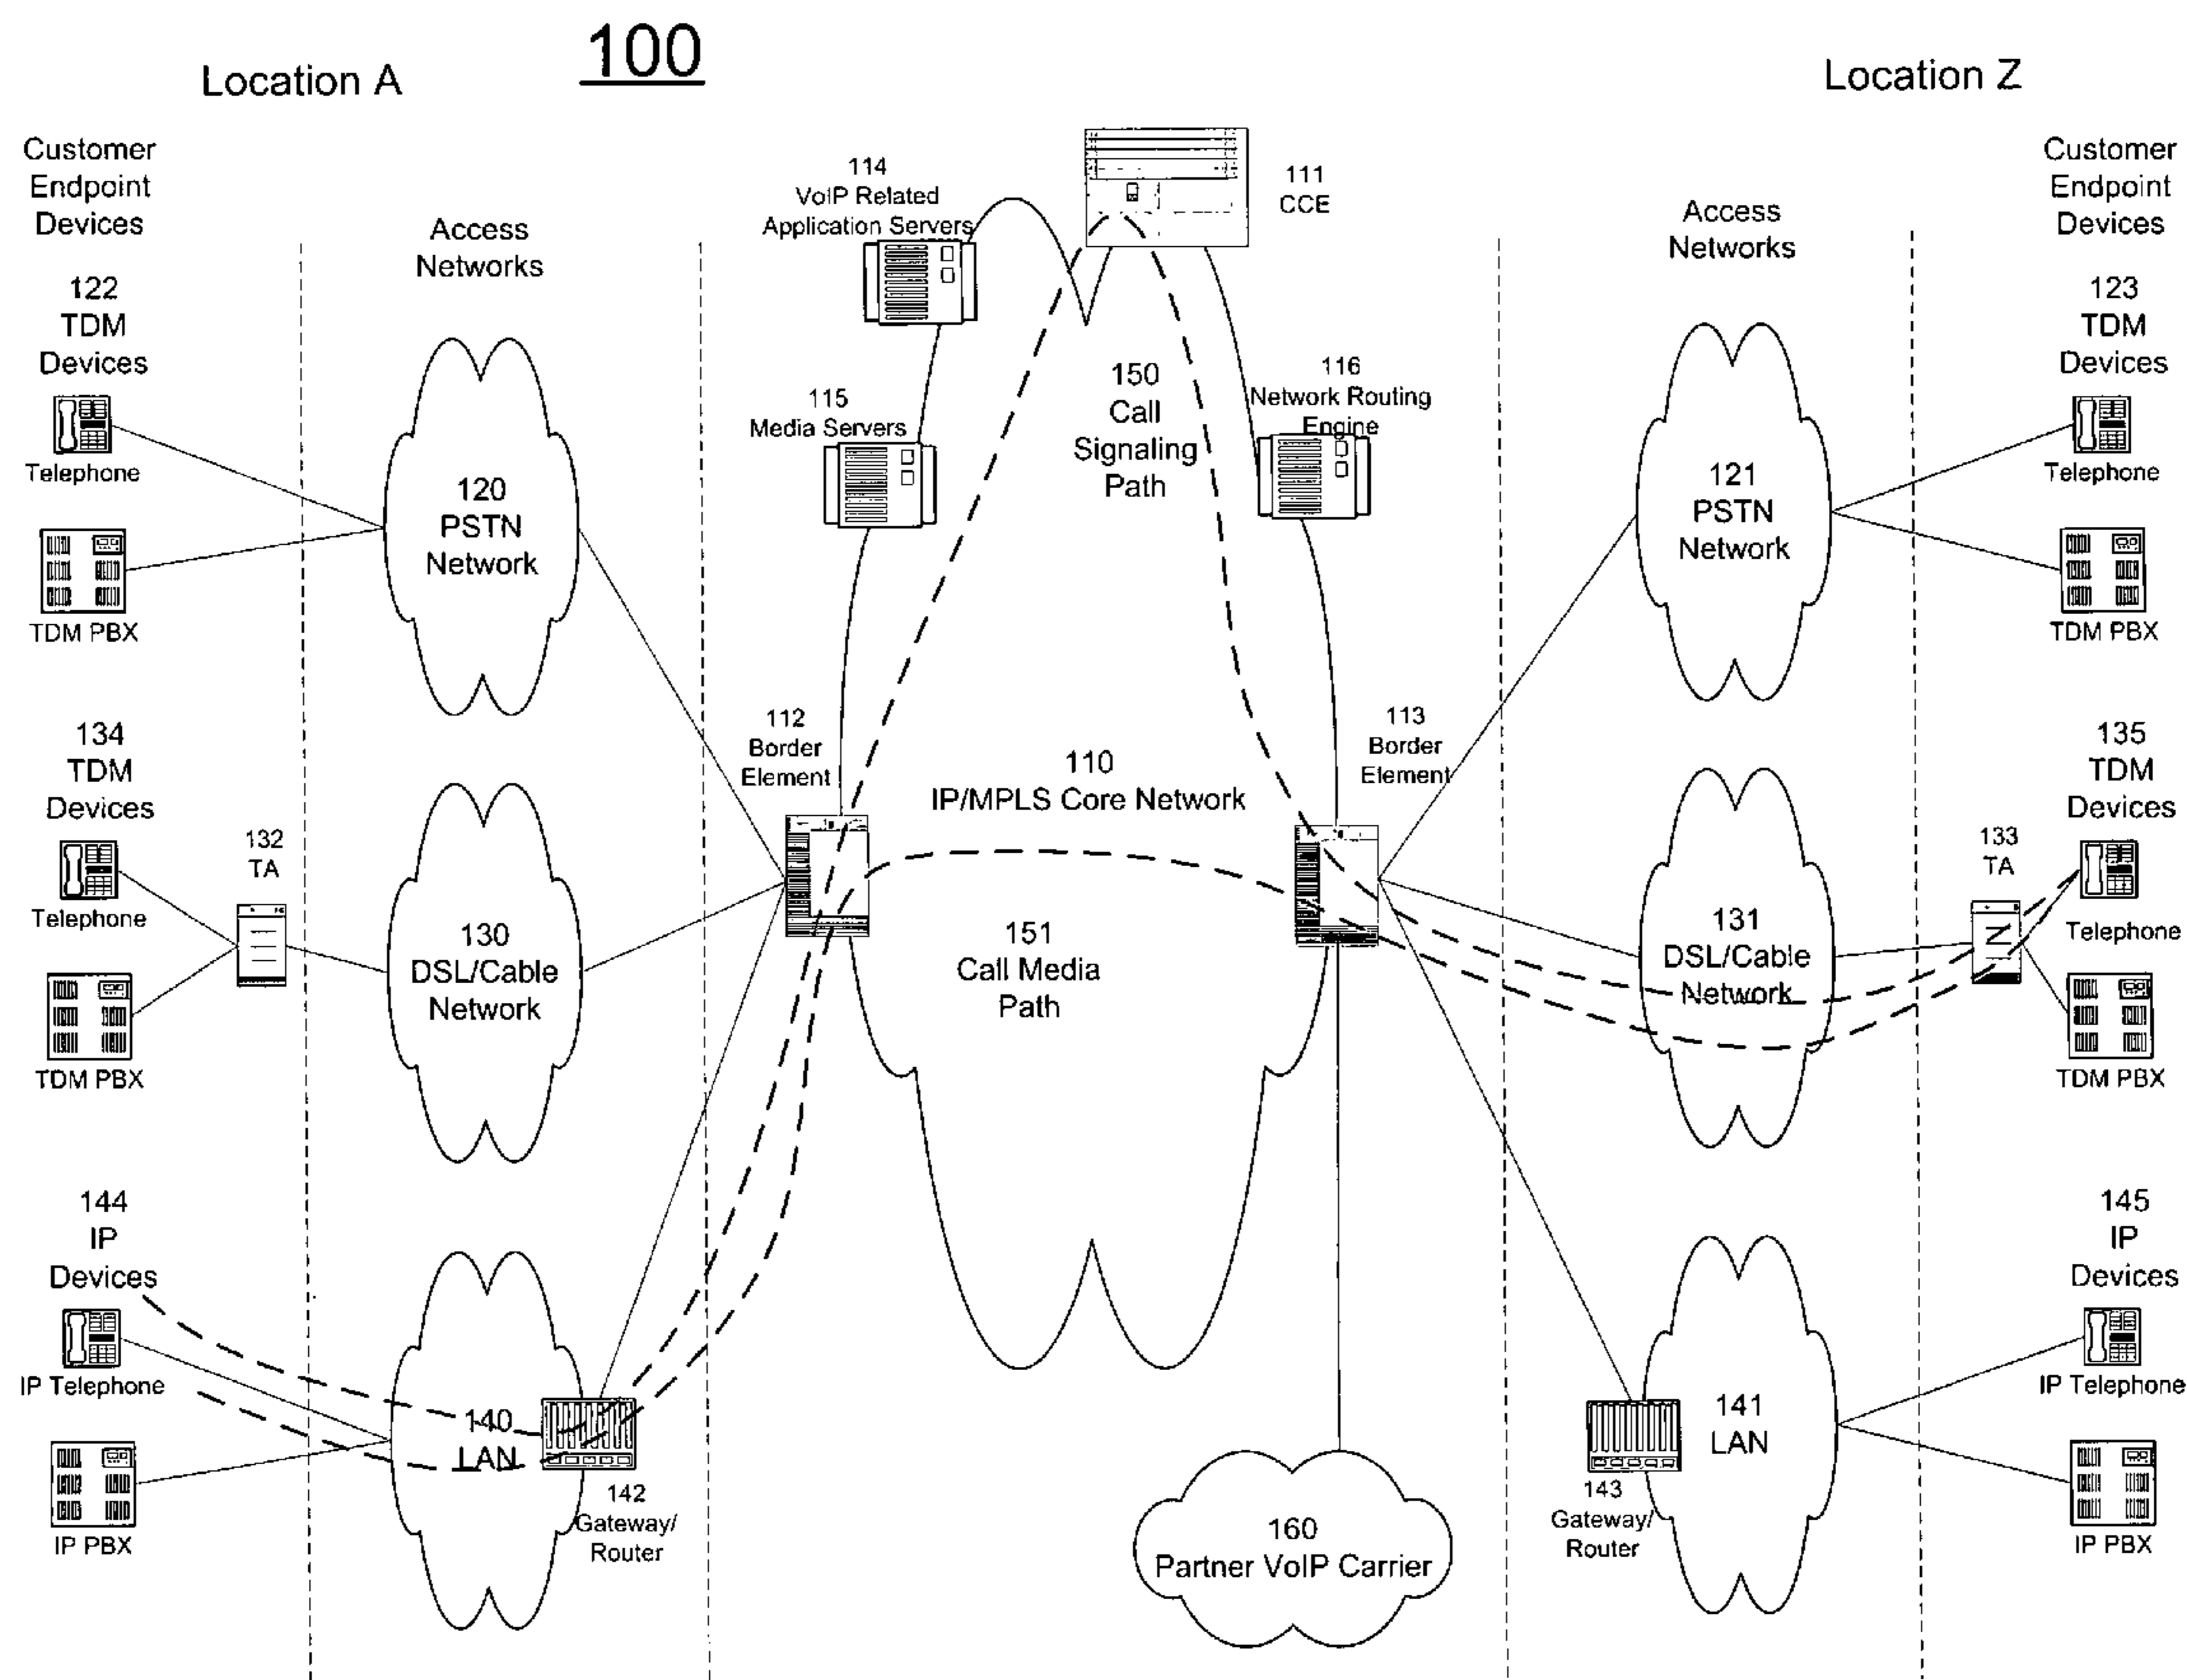 100
Location A
Location Z
Customer
Endpoint
Devices
Access
Networks
122
TDM
Devices
Telephone
TDM PBX
120
PSTN
Network
134
TDM
Devices
Telephone
TDM PBX
132
TA
130
DSL/Cable
Network
144
IP
Devices
IP Telephone
IP PBX
140
LAN
142
Gateway/
Router
114
VoIP Related
Application Servers
111
CCE
115
Media Servers
150
Call
Signaling
Path
116
Network Routing
Engine
112
Border
Element
110
IP/MPLS Core Network
113
Border
Element
151
Call Media
Path
160
Partner VoIP Carrier
Access
Networks
Customer
Endpoint
Devices
121
PSTN
Network
123
TDM
Devices
Telephone
TDM PBX
131
DSL/Cable
Network
133
TA
135
TDM
Devices
Telephone
TDM PBX
143
Gateway/
Router
141
LAN
145
IP
Devices
IP Telephone
IP PBX